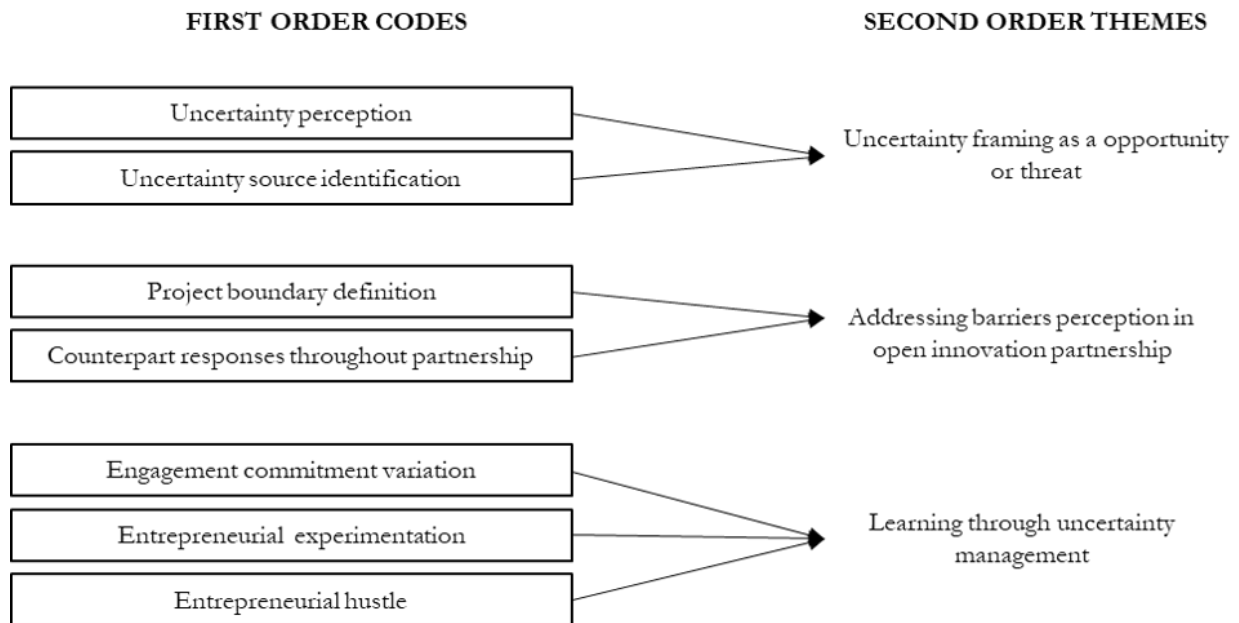 FIRST ORDER CODES
SECOND ORDER THEMES
Uncertainty perception
Uncertainty source identification
Uncertainty framing as a opportunity
or threat
Project boundary definition
Counterpart responses throughout partnership
Addressing barriers perception in
open innovation partnership
Engagement commitment variation
Entrepreneurial experimentation
Entrepreneurial hustle
Learning through uncertainty
management